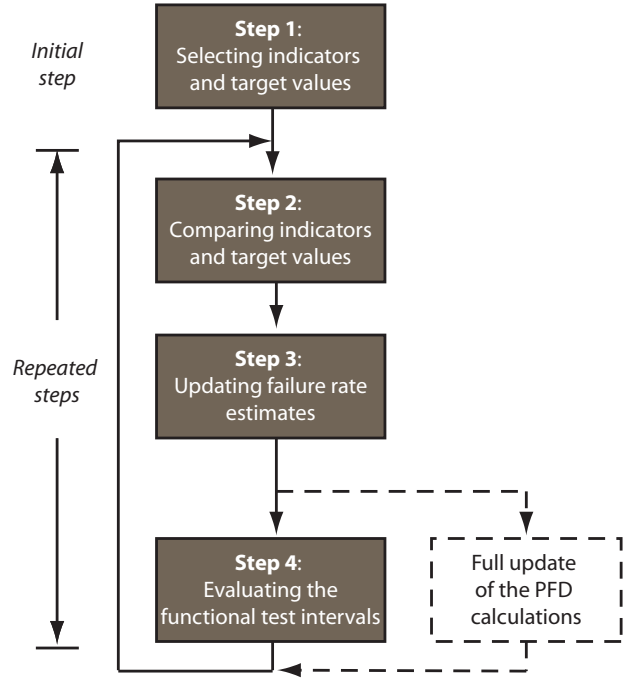 Initial
step
Step 1:
Selecting indicators
and target values
Step 2:
Comparing indicators
and target values
Repeated
steps
Step 3:
Updating failure rate
estimates
Step 4:
Evaluating the
functional test intervals
Full update
of the PFD
calculations